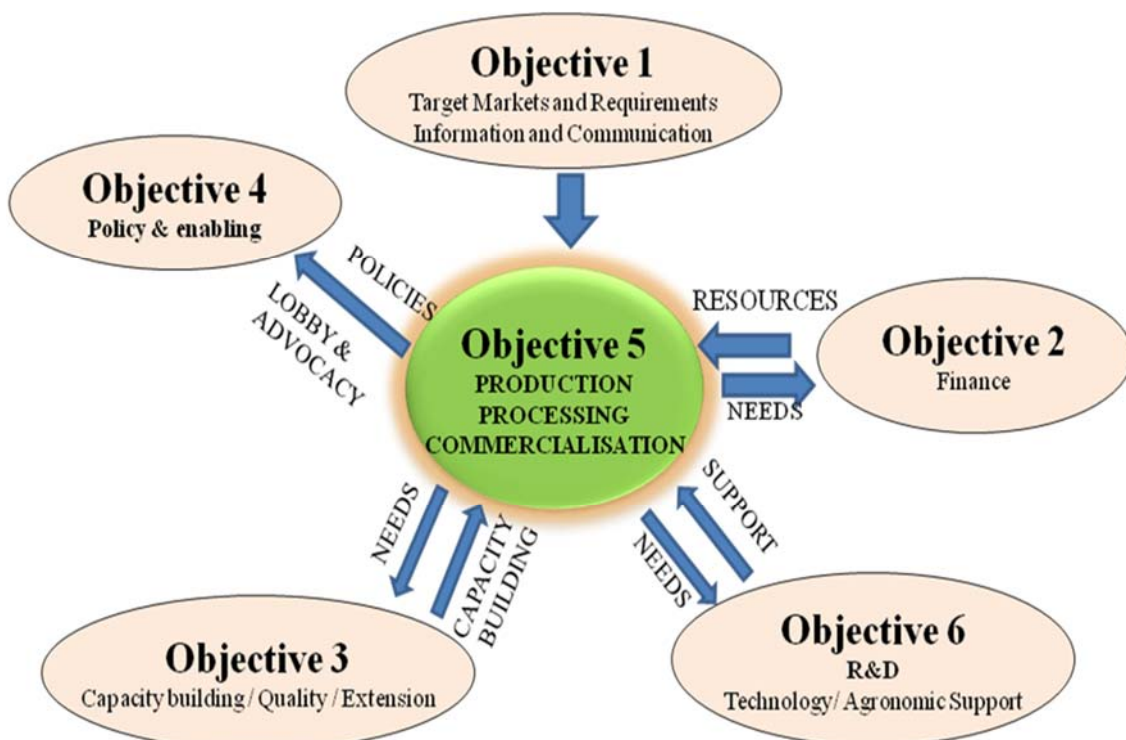 Objective 1
Target Markets and Requirements
Information and Communication
Objective 4
Policy & enabling
POLICIES
LOBBY &
ADVOCACY
RESOURCES
Objective 2
Finance
NEEDS
Objective 5
PRODUCTION
PROCESSING
COMMERCIALISATION
NEEDS
CAPACITY
BUILDING
SUPPORT
NEEDS
Objective 3
Capacity building / Quality / Extension
Objective 6
R&D
Technology/ Agronomic Support